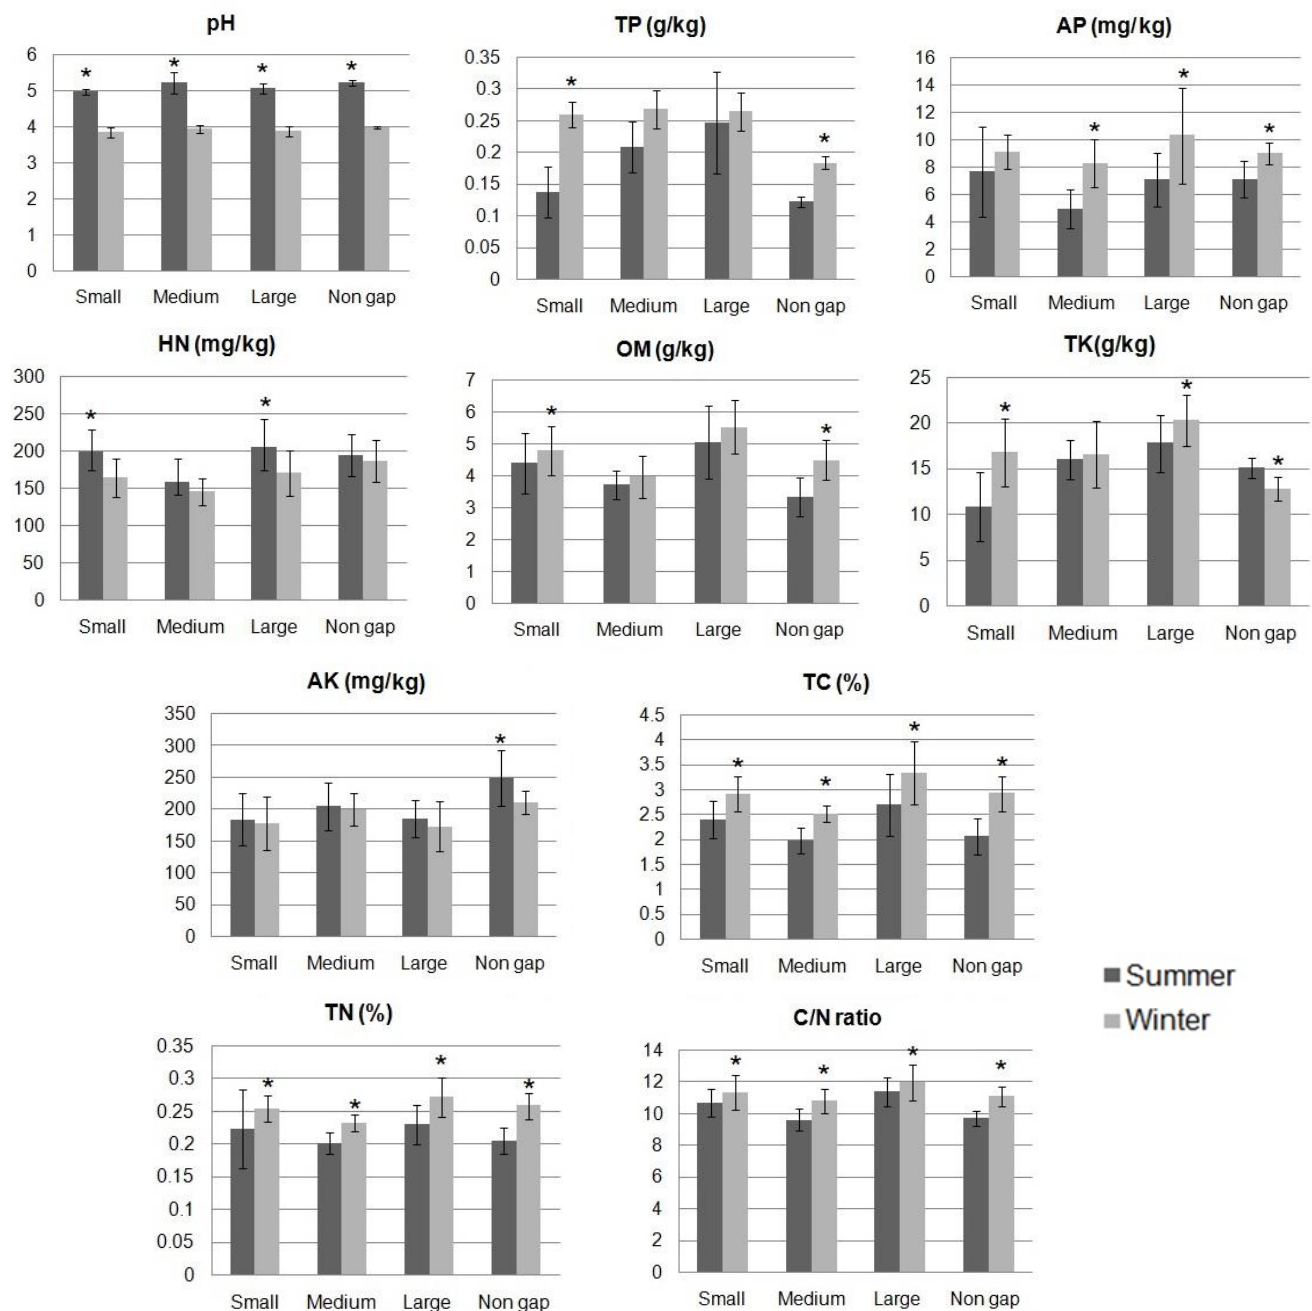 pH
6
5
4
3
2
1
0
* * * *
Small Medium Large Non gap
TP (g/kg)
0.35
0.3
0.25
0.2
0.15
0.1
0.05
0
* *
Small Medium Large Non gap
AP (mg/kg)
16
14
12
10
8
6
4
2
0
* * *
Small Medium Large Non gap
HN (mg/kg)
300
250
200
150
100
50
0
* *
Small Medium Large Non gap
OM (g/kg)
7
6
5
4
3
2
1
0
* *
Small Medium Large Non gap
TK(g/kg)
25
20
15
10
5
0
* * *
Small Medium Large Non gap
AK (mg/kg)
350
300
250
200
150
100
50
0
*
Small Medium Large Non gap
TC (%)
4.5
4
3.5
3
2.5
2
1.5
1
0.5
0
* * * *
Small Medium Large Non gap
Summer
Winter
TN (%)
0.35
0.3
0.25
0.2
0.15
0.1
0.05
0
* * * *
Small Medium Large Non gap
C/N ratio
14
12
10
8
6
4
2
0
* * * *
Small Medium Large Non gap